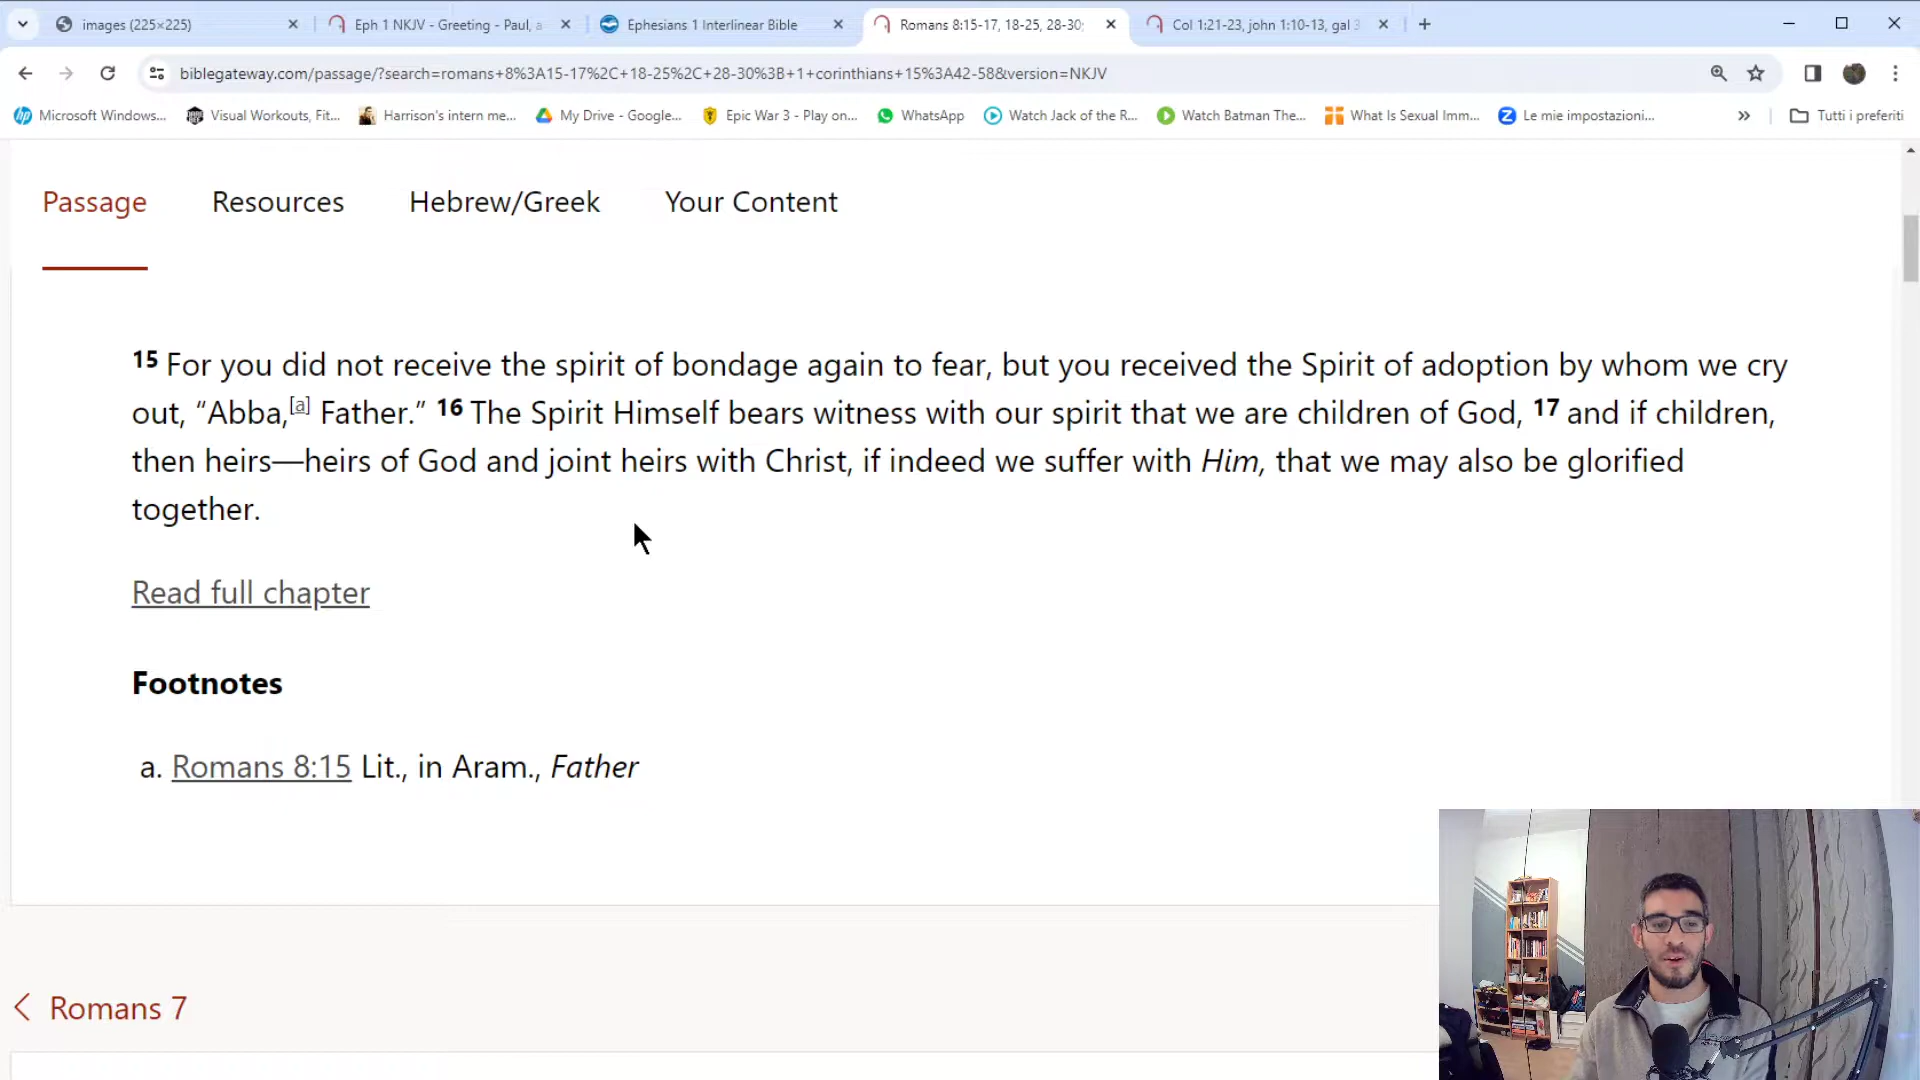 images (225×225)
Eph 1 NKJV - Greeting - Paul, a
Ephesians 1 Interlinear Bible
Romans 8:15-17, 18-25, 28-30;
Col 1:21-23, john 1:10-13, gal 3
biblegateway.com/passage/?search=romans+8%3A15-17%2C+18-25%2C+28-30%3B+1+corinthians+15%3A42-58&version=NKJV
Microsoft Windows...
Visual Workouts, Fit...
Harrison's intern me...
My Drive - Google...
Epic War 3 - Play on...
WhatsApp
Watch Jack of the R...
Watch Batman The...
What Is Sexual Imm...
Le mie impostazioni...
Tutti i preferiti
Passage
Resources
Hebrew/Greek
Your Content
15 For you did not receive the spirit of bondage again to fear, but you received the Spirit of adoption by whom we cry
out, “Abba,[a] Father.” 16 The Spirit Himself bears witness with our spirit that we are children of God, 17 and if children,
then heirs—heirs of God and joint heirs with Christ, if indeed we suffer with Him, that we may also be glorified
together.
Read full chapter
Footnotes
a. Romans 8:15 Lit., in Aram., Father
Romans 7